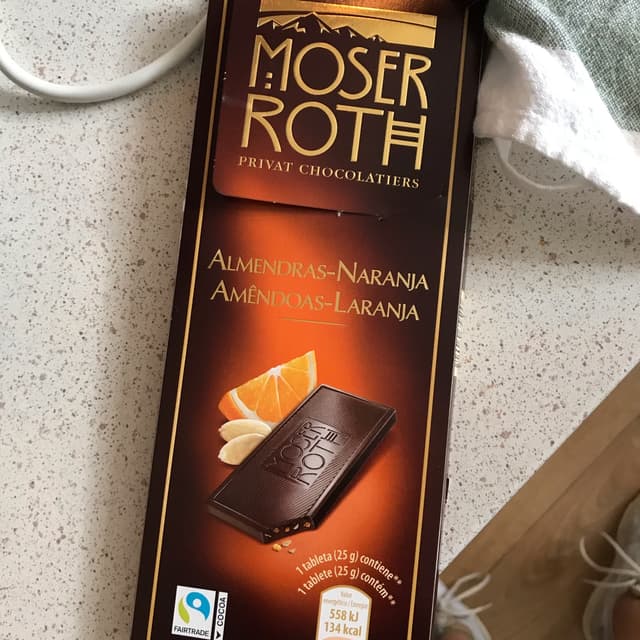 MOSER
ROTH
PRIVAT CHOCOLATIERS
ALMENDRAS-NARANJA
AMÊNDOAS-LARANJA
MOSER
ROTH
1 tableta (25 g) contiene**
1 tablete (25 g) contém**
558 kJ
134 kcal
FAIRTRADE
COCOA